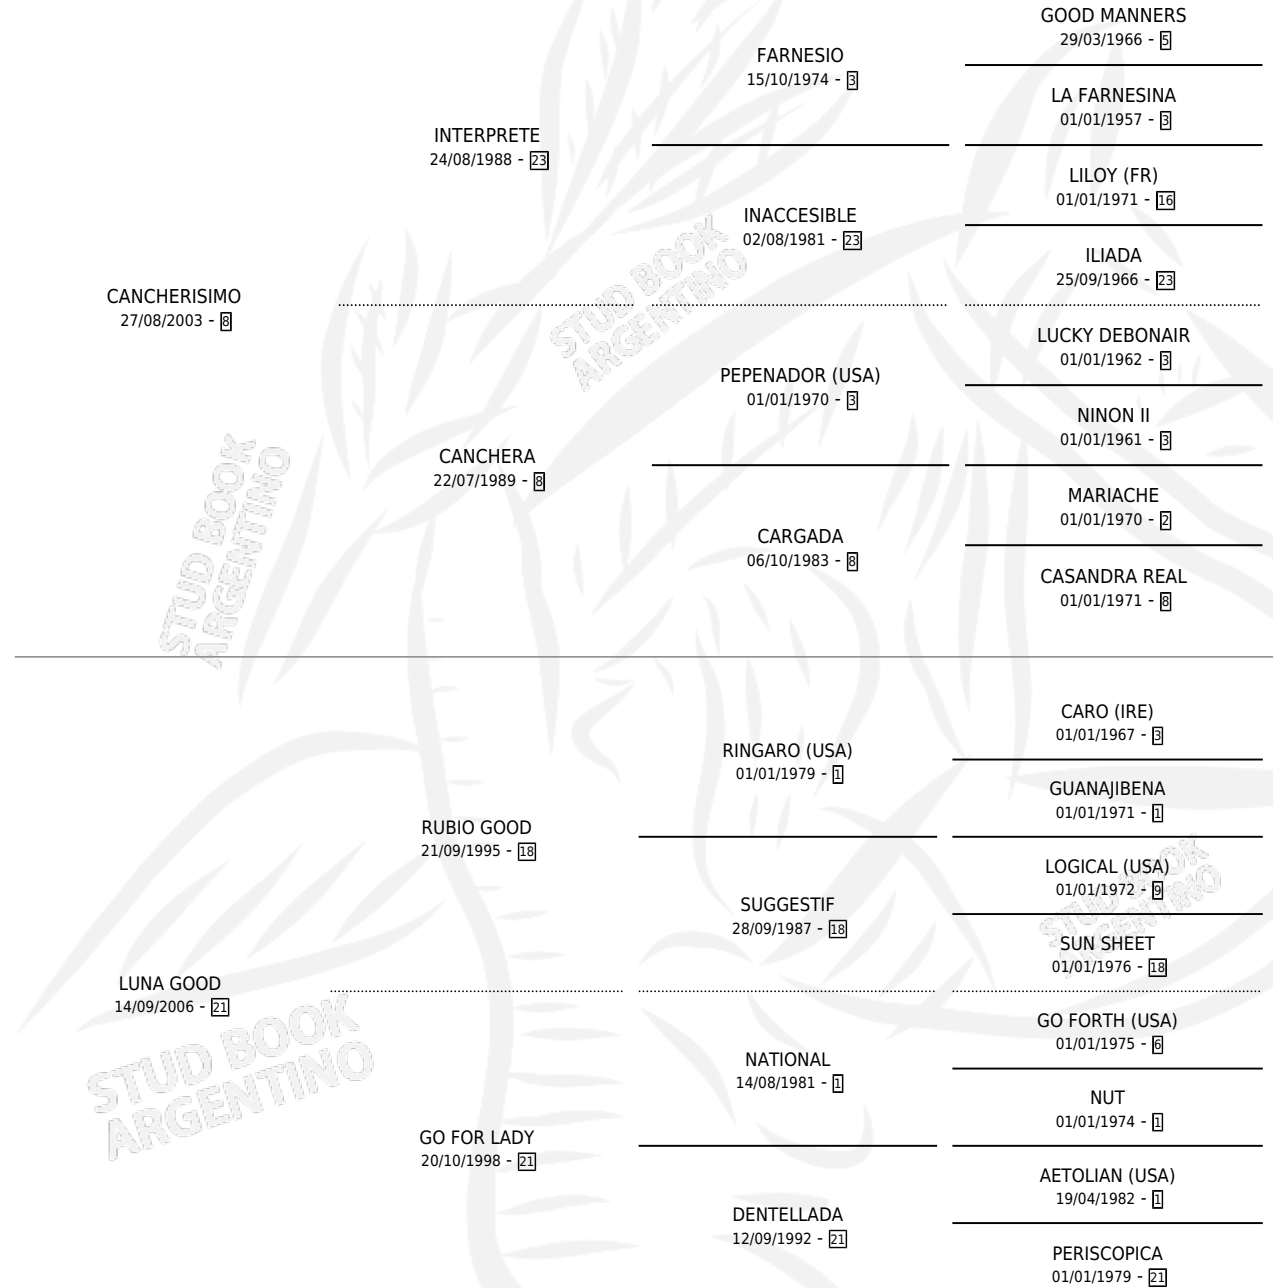 GOOD MANNERS
29/03/1966 - 5
FARNESIO
15/10/1974 - 3
LA FARNESINA
01/01/1957 - 3
INTERPRETE
24/08/1988 - 23
LILOY (FR)
01/01/1971 - 16
INACCESIBLE
02/08/1981 - 23
ILIADA
25/09/1966 - 23
CANCHERISIMO
27/08/2003 - 8
LUCKY DEBONAIR
01/01/1962 - 3
PEPENADOR (USA)
01/01/1970 - 3
NINON II
01/01/1961 - 3
CANCHERA
22/07/1989 - 8
MARIACHE
01/01/1970 - 2
CARGADA
06/10/1983 - 8
CASANDRA REAL
01/01/1971 - 8
STUD BOOK
ARGENTINO
STUD BOOK
ARGENTINO
CARO (IRE)
01/01/1967 - 3
RINGARO (USA)
01/01/1979 - 1
GUANAJIBENA
01/01/1971 - 1
RUBIO GOOD
21/09/1995 - 18
LOGICAL (USA)
01/01/1972 - 9
SUGGESTIF
28/09/1987 - 18
SUN SHEET
01/01/1976 - 18
LUNA GOOD
14/09/2006 - 21
GO FORTH (USA)
01/01/1975 - 6
NATIONAL
14/08/1981 - 1
NUT
01/01/1974 - 1
GO FOR LADY
20/10/1998 - 21
AETOLIAN (USA)
19/04/1982 - 1
DENTELLADA
12/09/1992 - 21
PERISCOPICA
01/01/1979 - 21
STUD BOOK
ARGENTINO
STUD BOOK
ARGENTINO